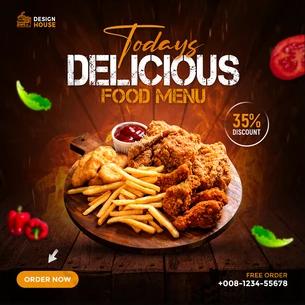 DESIGN
HOUSE
Todays
DELICIOUS
FOOD MENU
35%
DISCOUNT
ORDER NOW
FREE ORDER
+008-1234-55678